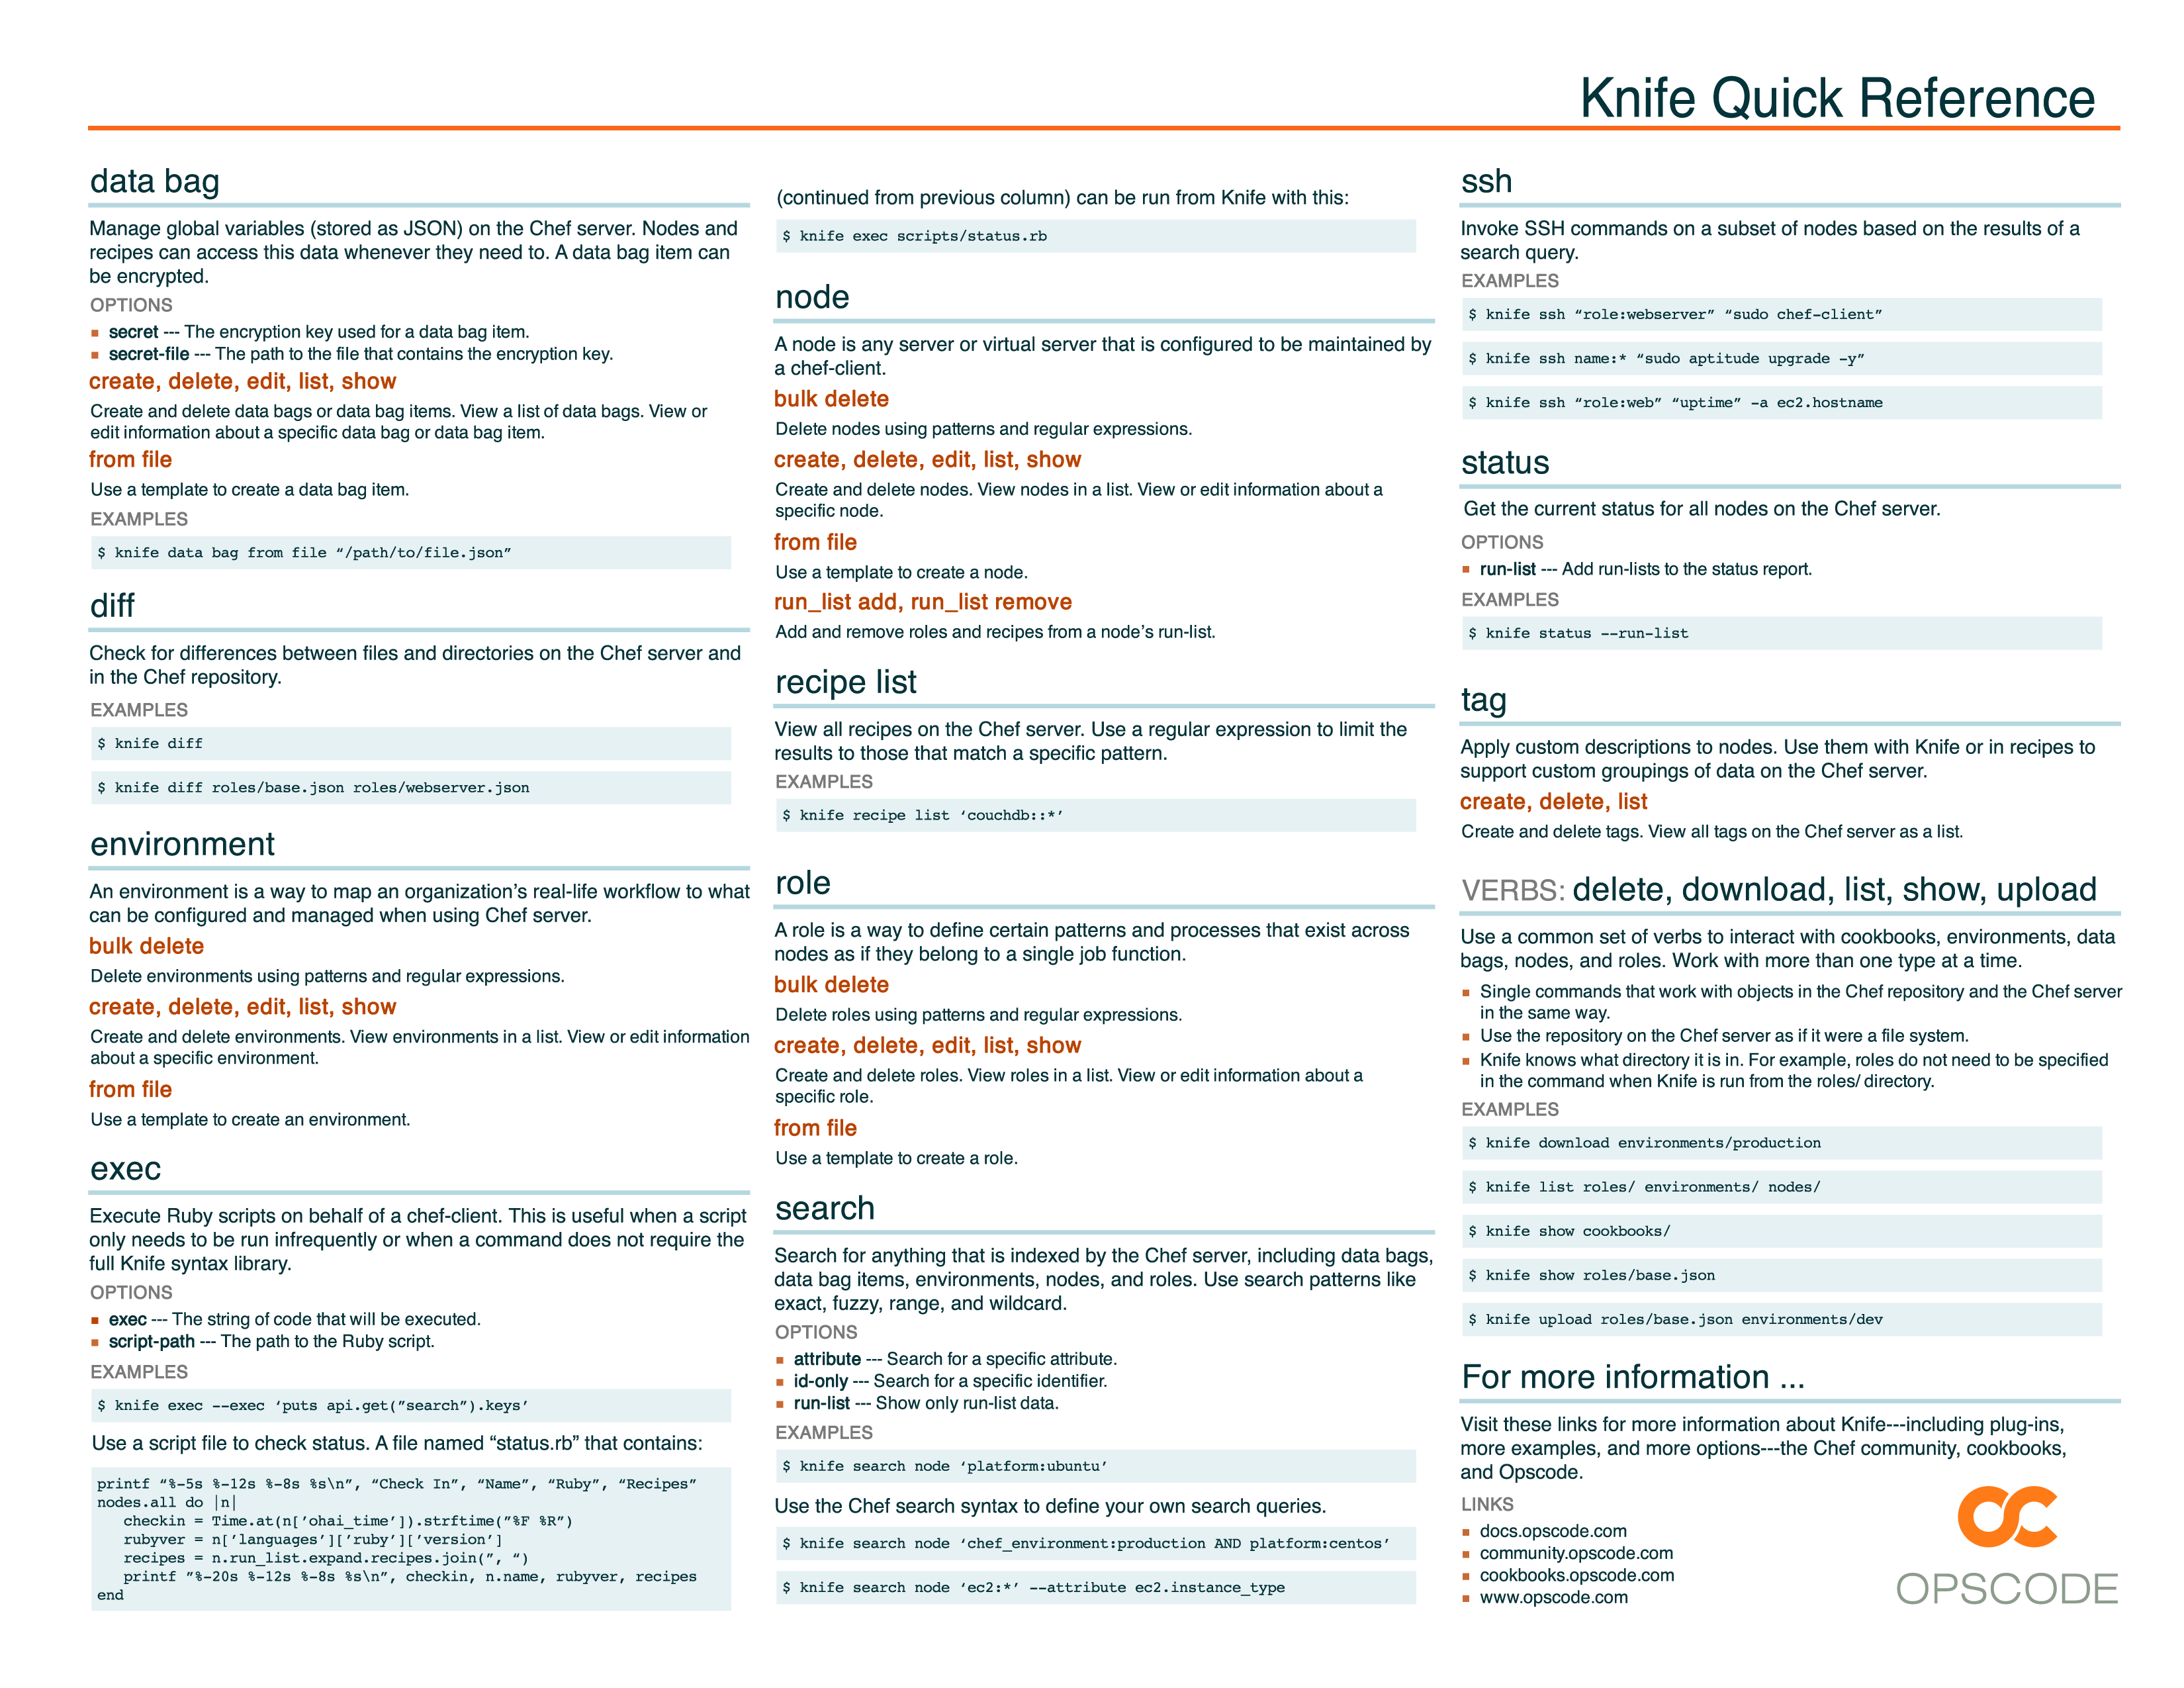 Knife Quick Reference
data bag
Manage global variables (stored as JSON) on the Chef server. Nodes and
recipes can access this data whenever they need to. A data bag item can
be encrypted.
OPTIONS
■ secret --- The encryption key used for a data bag item.
■ secret-file --- The path to the file that contains the encryption key.
create, delete, edit, list, show
Create and delete data bags or data bag items. View a list of data bags. View or
edit information about a specific data bag or data bag item.
from file
Use a template to create a data bag item.
EXAMPLES
$ knife data bag from file “/path/to/file.json”
diff
Check for differences between files and directories on the Chef server and
in the Chef repository.
EXAMPLES
$ knife diff
$ knife diff roles/base.json roles/webserver.json
environment
An environment is a way to map an organization’s real-life workflow to what
can be configured and managed when using Chef server.
bulk delete
Delete environments using patterns and regular expressions.
create, delete, edit, list, show
Create and delete environments. View environments in a list. View or edit information
about a specific environment.
from file
Use a template to create an environment.
exec
Execute Ruby scripts on behalf of a chef-client. This is useful when a script
only needs to be run infrequently or when a command does not require the
full Knife syntax library.
OPTIONS
■ exec --- The string of code that will be executed.
■ script-path --- The path to the Ruby script.
EXAMPLES
$ knife exec --exec ‘puts api.get(”search”).keys’
Use a script file to check status. A file named “status.rb” that contains:
printf “%-5s %-12s %-8s %s\n”, “Check In”, “Name”, “Ruby”, “Recipes”
nodes.all do |n|
checkin = Time.at(n[’ohai_time’]).strftime(”%F %R”)
rubyver = n[’languages’][’ruby’][’version’]
recipes = n.run_list.expand.recipes.join(”, “)
printf ”%-20s %-12s %-8s %s\n”, checkin, n.name, rubyver, recipes
end
(continued from previous column) can be run from Knife with this:
$ knife exec scripts/status.rb
node
A node is any server or virtual server that is configured to be maintained by
a chef-client.
bulk delete
Delete nodes using patterns and regular expressions.
create, delete, edit, list, show
Create and delete nodes. View nodes in a list. View or edit information about a
specific node.
from file
Use a template to create a node.
run_list add, run_list remove
Add and remove roles and recipes from a node’s run-list.
recipe list
View all recipes on the Chef server. Use a regular expression to limit the
results to those that match a specific pattern.
EXAMPLES
$ knife recipe list ‘couchdb::*’
role
A role is a way to define certain patterns and processes that exist across
nodes as if they belong to a single job function.
bulk delete
Delete roles using patterns and regular expressions.
create, delete, edit, list, show
Create and delete roles. View roles in a list. View or edit information about a
specific role.
from file
Use a template to create a role.
search
Search for anything that is indexed by the Chef server, including data bags,
data bag items, environments, nodes, and roles. Use search patterns like
exact, fuzzy, range, and wildcard.
OPTIONS
■ attribute --- Search for a specific attribute.
■ id-only --- Search for a specific identifier.
■ run-list --- Show only run-list data.
EXAMPLES
$ knife search node ‘platform:ubuntu’
Use the Chef search syntax to define your own search queries.
$ knife search node ‘chef_environment:production AND platform:centos’
$ knife search node ‘ec2:*’ --attribute ec2.instance_type
ssh
Invoke SSH commands on a subset of nodes based on the results of a
search query.
EXAMPLES
$ knife ssh “role:webserver” “sudo chef-client”
$ knife ssh name:* “sudo aptitude upgrade -y”
$ knife ssh “role:web” “uptime” -a ec2.hostname
status
Get the current status for all nodes on the Chef server.
OPTIONS
■ run-list --- Add run-lists to the status report.
EXAMPLES
$ knife status --run-list
tag
Apply custom descriptions to nodes. Use them with Knife or in recipes to
support custom groupings of data on the Chef server.
create, delete, list
Create and delete tags. View all tags on the Chef server as a list.
VERBS: delete, download, list, show, upload
Use a common set of verbs to interact with cookbooks, environments, data
bags, nodes, and roles. Work with more than one type at a time.
■ Single commands that work with objects in the Chef repository and the Chef server
in the same way.
■ Use the repository on the Chef server as if it were a file system.
■ Knife knows what directory it is in. For example, roles do not need to be specified
in the command when Knife is run from the roles/ directory.
EXAMPLES
$ knife download environments/production
$ knife list roles/ environments/ nodes/
$ knife show cookbooks/
$ knife show roles/base.json
$ knife upload roles/base.json environments/dev
For more information ...
Visit these links for more information about Knife---including plug-ins,
more examples, and more options---the Chef community, cookbooks,
and Opscode.
LINKS
■ docs.opscode.com
■ community.opscode.com
■ cookbooks.opscode.com
■ www.opscode.com
OPSCODE